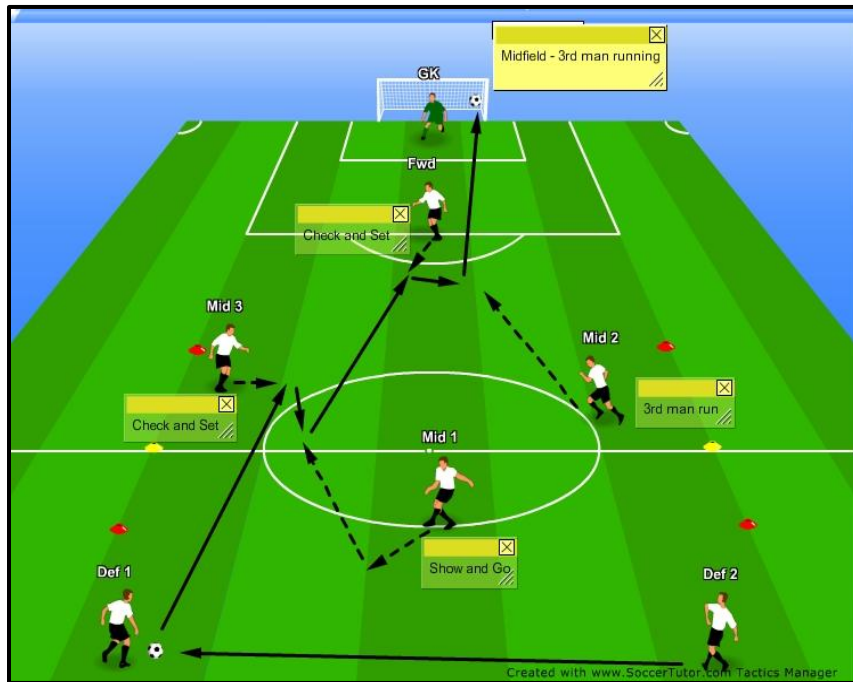 Midfield - 3rd man running
GK
Fwd
Check and Set
Mid 3
Mid 2
Check and Set
3rd man run
Mid 1
Show and Go
Def 1
Def 2
Created with www.SoccerTutor.com Tactics Manager